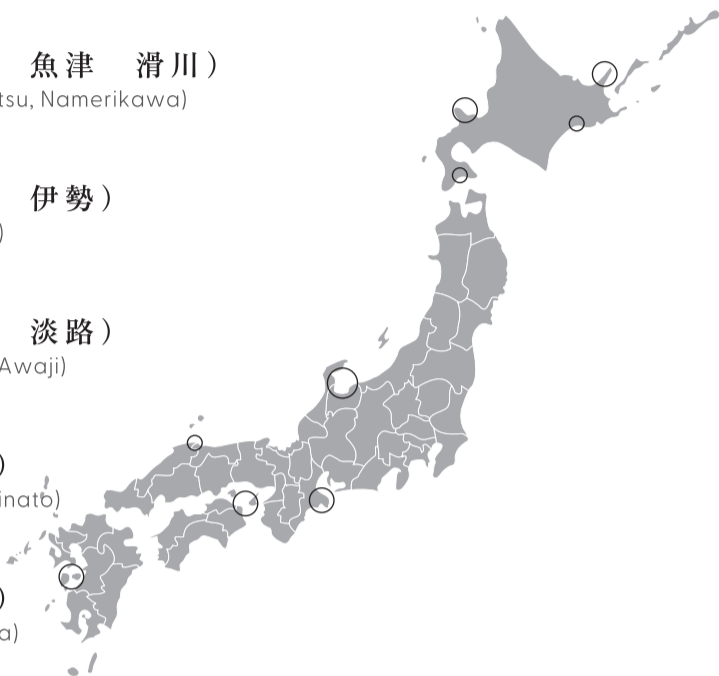 魚津　滑川）
tsu, Namerikawa)
伊勢）
)
淡路）
Awaji)
）
inato)
）
a)